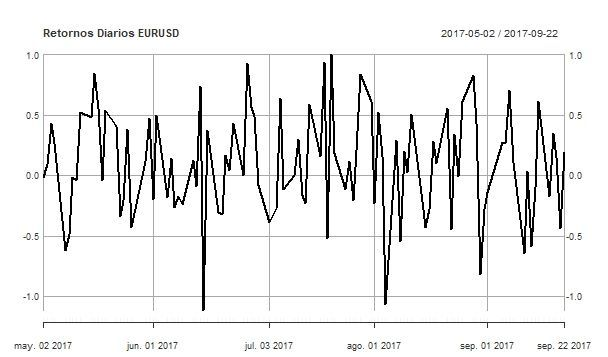 Retornos Diarios EURUSD 2017-05-02 / 2017-09-22
1.0 1.0
0.5 0.5
0.0 0.0
-0.5 -0.5
-1.0 -1.0
may. 02 2017 jun. 01 2017 jul. 03 2017 ago. 01 2017 sep. 01 2017 sep. 22 2017